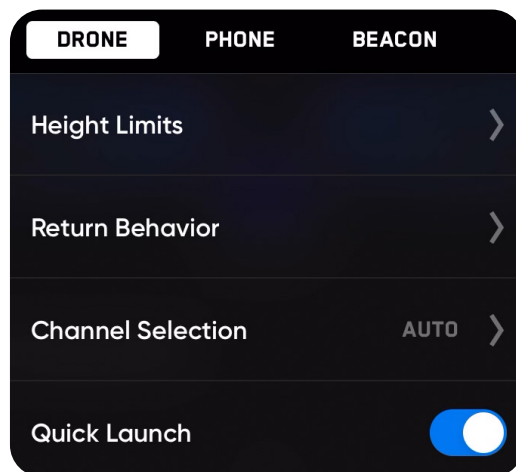 DRONE PHONE BEACON
Height Limits
Return Behavior
Channel Selection AUTO
Quick Launch